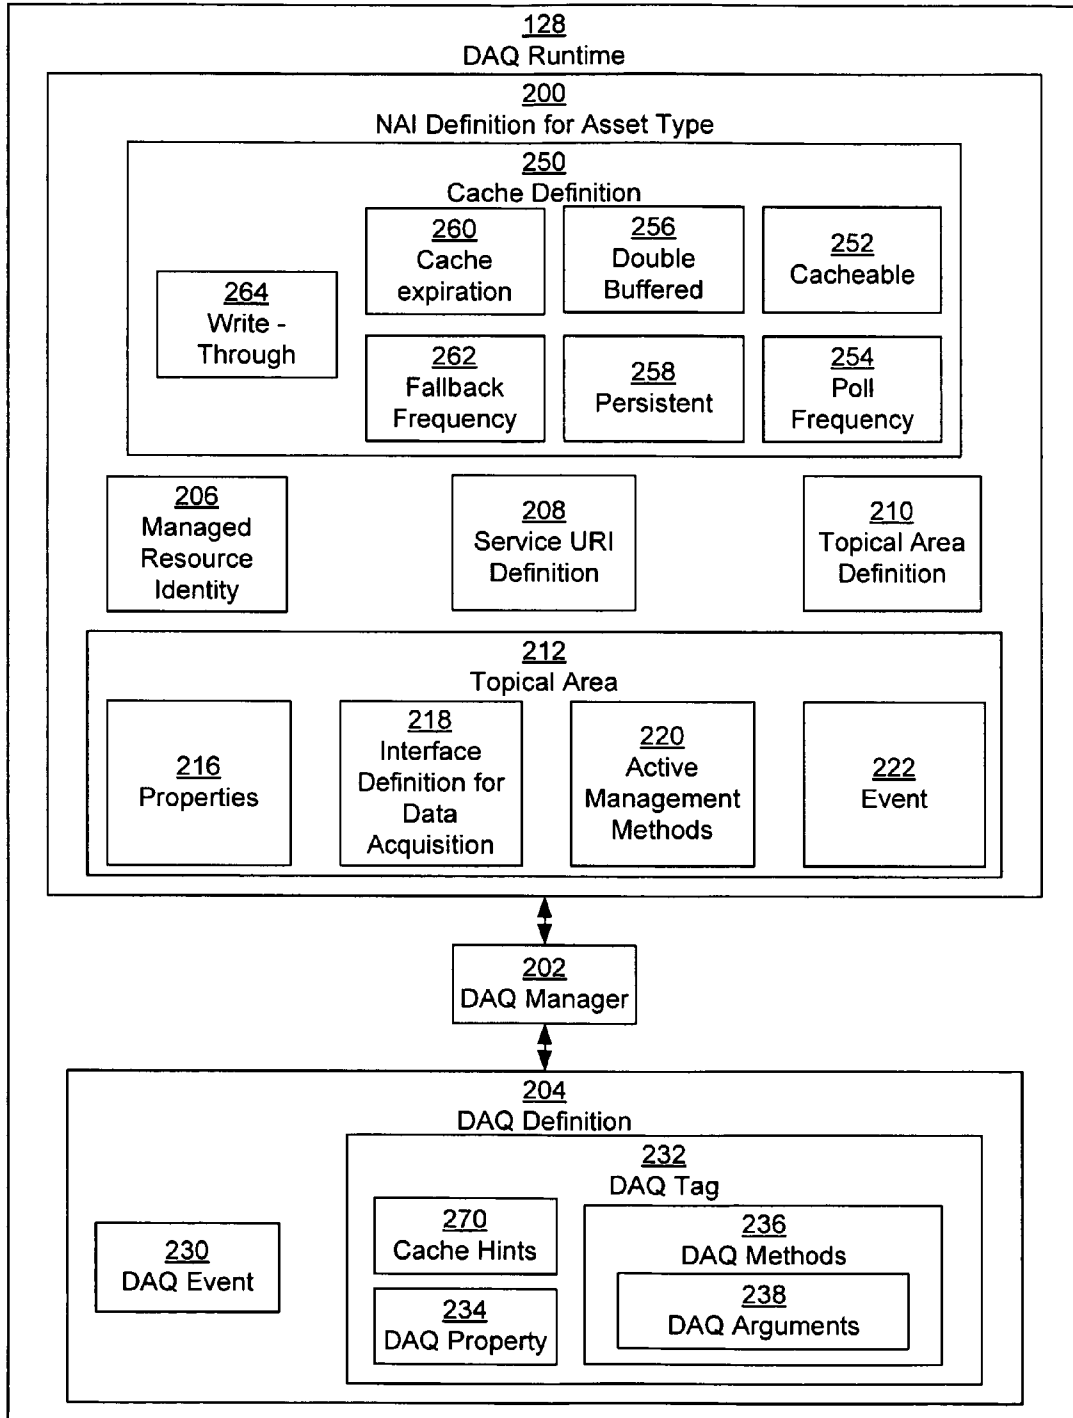 128
DAQ Runtime
200
NAI Definition for Asset Type
250
Cache Definition
260
Cache
expiration
256
Double
Buffered
252
Cacheable
264
Write -
Through
262
Fallback
Frequency
258
Persistent
254
Poll
Frequency
206
Managed
Resource
Identity
208
Service URI
Definition
210
Topical Area
Definition
212
Topical Area
216
Properties
218
Interface
Definition for
Data
Acquisition
220
Active
Management
Methods
222
Event
202
DAQ Manager
204
DAQ Definition
232
DAQ Tag
230
DAQ Event
270
Cache Hints
234
DAQ Property
236
DAQ Methods
238
DAQ Arguments